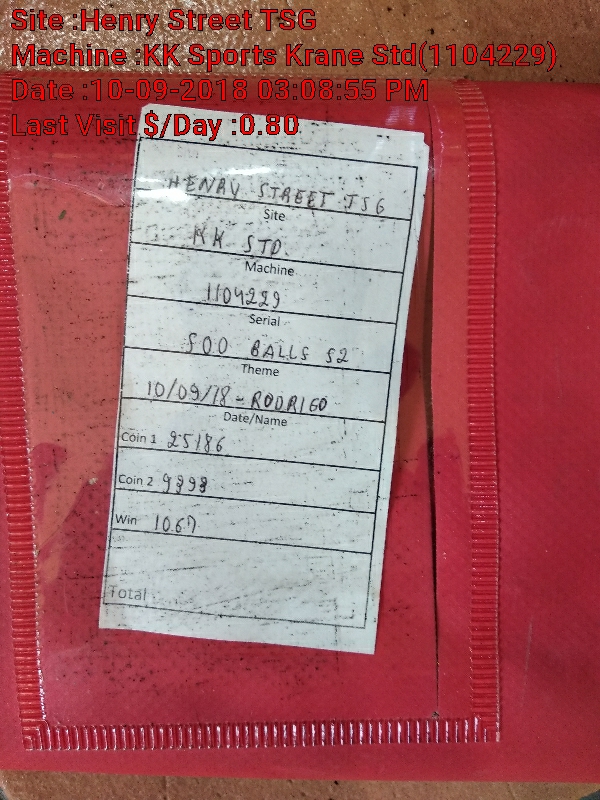 Site :Henry Street TSG
Machine :KK Sports Krane Std(1104229)
Date :10-09-2018 03:08:55 PM
Last Visit $/Day :0.80
HENRY STREET TSG
Site
KK STD.
Machine
1104229
Serial
SOO BALLS S2
Theme
10/09/18 - RODRIGO
Date/Name
Coin 1 25186
Coin 2
Win 1067
Total